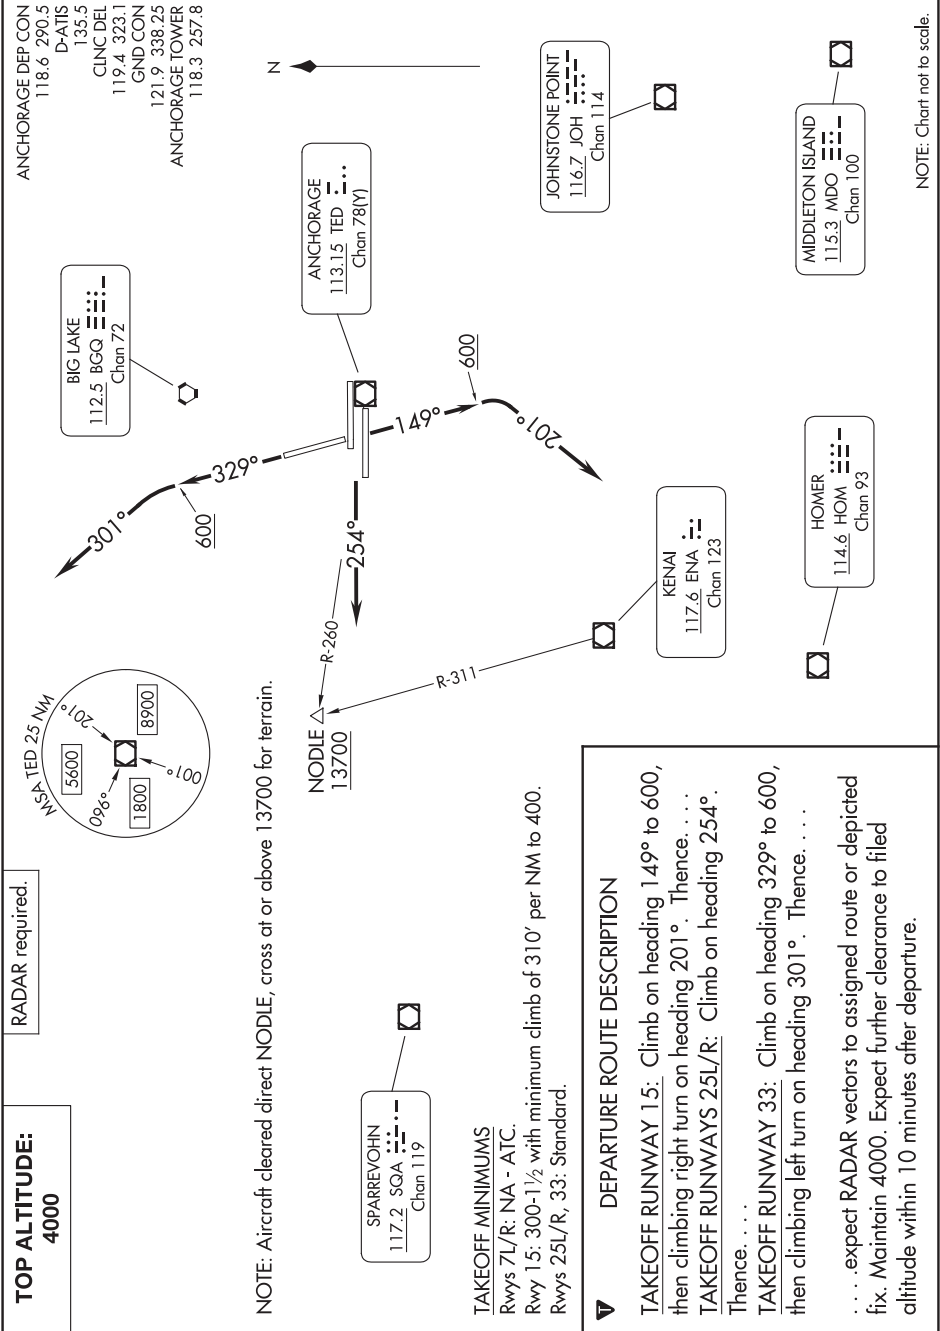 TOP ALTITUDE:
4000
RADAR required.
ANCHORAGE DEP CON
118.6 290.5
D-ATIS
135.5
CLNC DEL
119.4 323.1
GND CON
121.9 338.25
ANCHORAGE TOWER
118.3 257.8
MSA TED 25 NM
201°
5600
8900
096°
1800
001°
BIG LAKE
112.5 BGQ
Chan 72
301°
600
329°
N
NOTE: Aircraft cleared direct NODLE, cross at or above 13700 for terrain.
NODLE
13700
R-260
254°
ANCHORAGE
113.15 TED
Chan 78(Y)
149°
600
201°
SPARREVOHN
117.2 SQA
Chan 119
R-311
JOHNSTONE POINT
116.7 JOH
Chan 114
TAKEOFF MINIMUMS
Rwys 7L/R: NA - ATC.
Rwy 15: 300-1½ with minimum climb of 310' per NM to 400.
Rwys 25L/R, 33: Standard.
KENAI
117.6 ENA
Chan 123
MIDDLETON ISLAND
115.3 MDO
Chan 100
HOMER
114.6 HOM
Chan 93
T
DEPARTURE ROUTE DESCRIPTION
TAKEOFF RUNWAY 15: Climb on heading 149° to 600,
then climbing right turn on heading 201°. Thence. . . .
TAKEOFF RUNWAYS 25L/R: Climb on heading 254°.
Thence. . . .
TAKEOFF RUNWAY 33: Climb on heading 329° to 600,
then climbing left turn on heading 301°. Thence. . . .
. . . .expect RADAR vectors to assigned route or depicted
fix. Maintain 4000. Expect further clearance to filed
altitude within 10 minutes after departure.
NOTE: Chart not to scale.